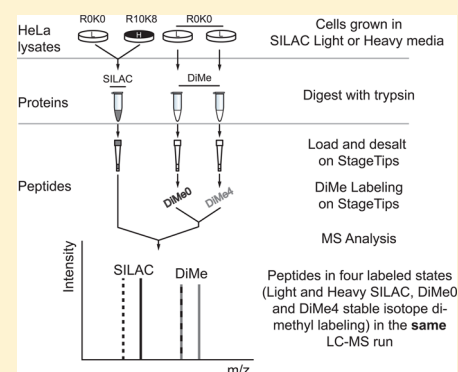 HeLa
lysates
R0K0 R10K8 R0K0
L H L L
Cells grown in
SILAC Light or Heavy media
Proteins
SILAC DiMe
Digest with trypsin
Load and desalt
on StageTips
Peptides
DiMe0 DiMe4
DiMe Labeling
on StageTips
MS Analysis
Intensity
SILAC DiMe
m/z
Peptides in four labeled states
(Light and Heavy SILAC, DiMe0
and DiMe4 stable isotope di-
methyl labeling) in the same
LC-MS run